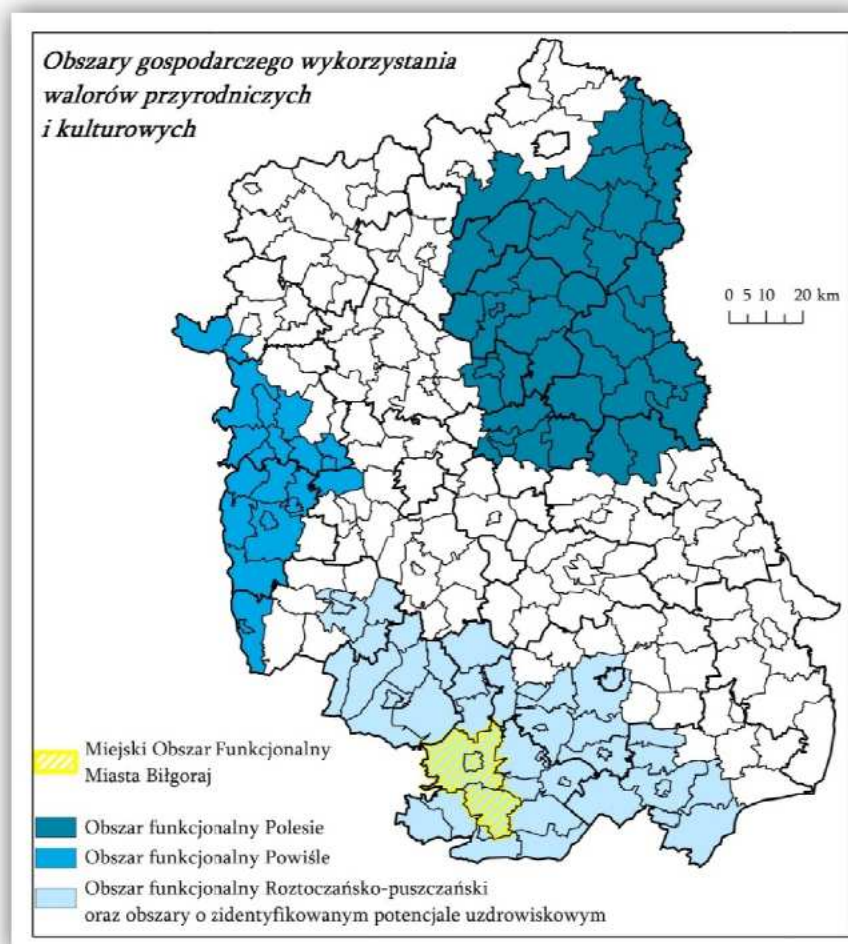 Obszary gospodarczego wykorzystania
walorów przyrodniczych
i kulturowych
0 5 10 20 km
Miejski Obszar Funkcjonalny
Miasta Biłgoraj
Obszar funkcjonalny Polesie
Obszar funkcjonalny Powiśle
Obszar funkcjonalny Roztoczańsko-puszczański
oraz obszary o zidentyfikowanym potencjale uzdrowiskowym